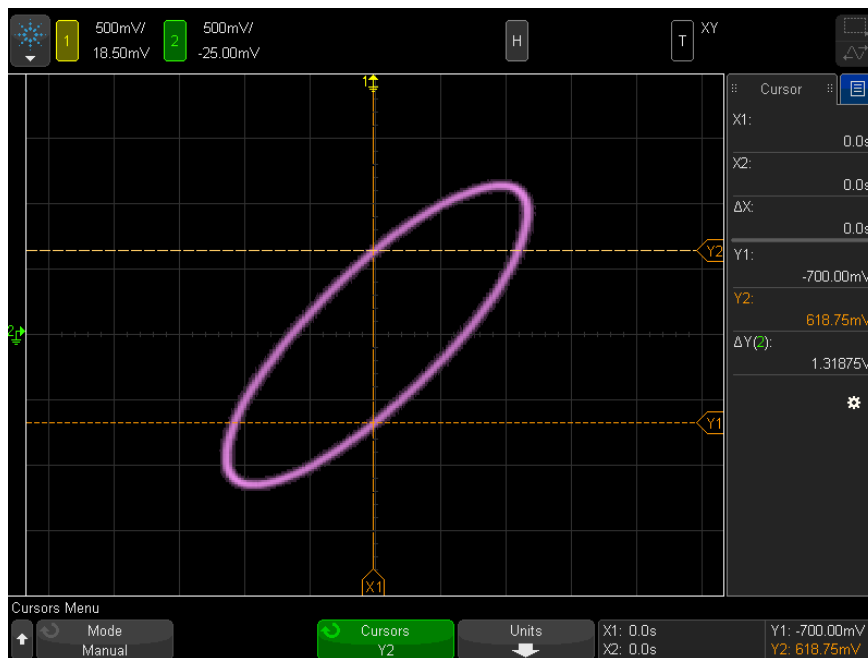 1 500mV/ 2 500mV/ H T XY
18.50mV -25.00mV
1
Cursor
X1:
0.0s
X2:
0.0s
ΔX:
0.0s
Y1:
-700.00mV
Y2:
618.75mV
ΔY(2):
1.31875V
Y2
2
Y1
X1
Cursors Menu
Mode
Manual
Cursors
Y2
Units
X1: 0.0s
X2: 0.0s
Y1: -700.00mV
Y2: 618.75mV